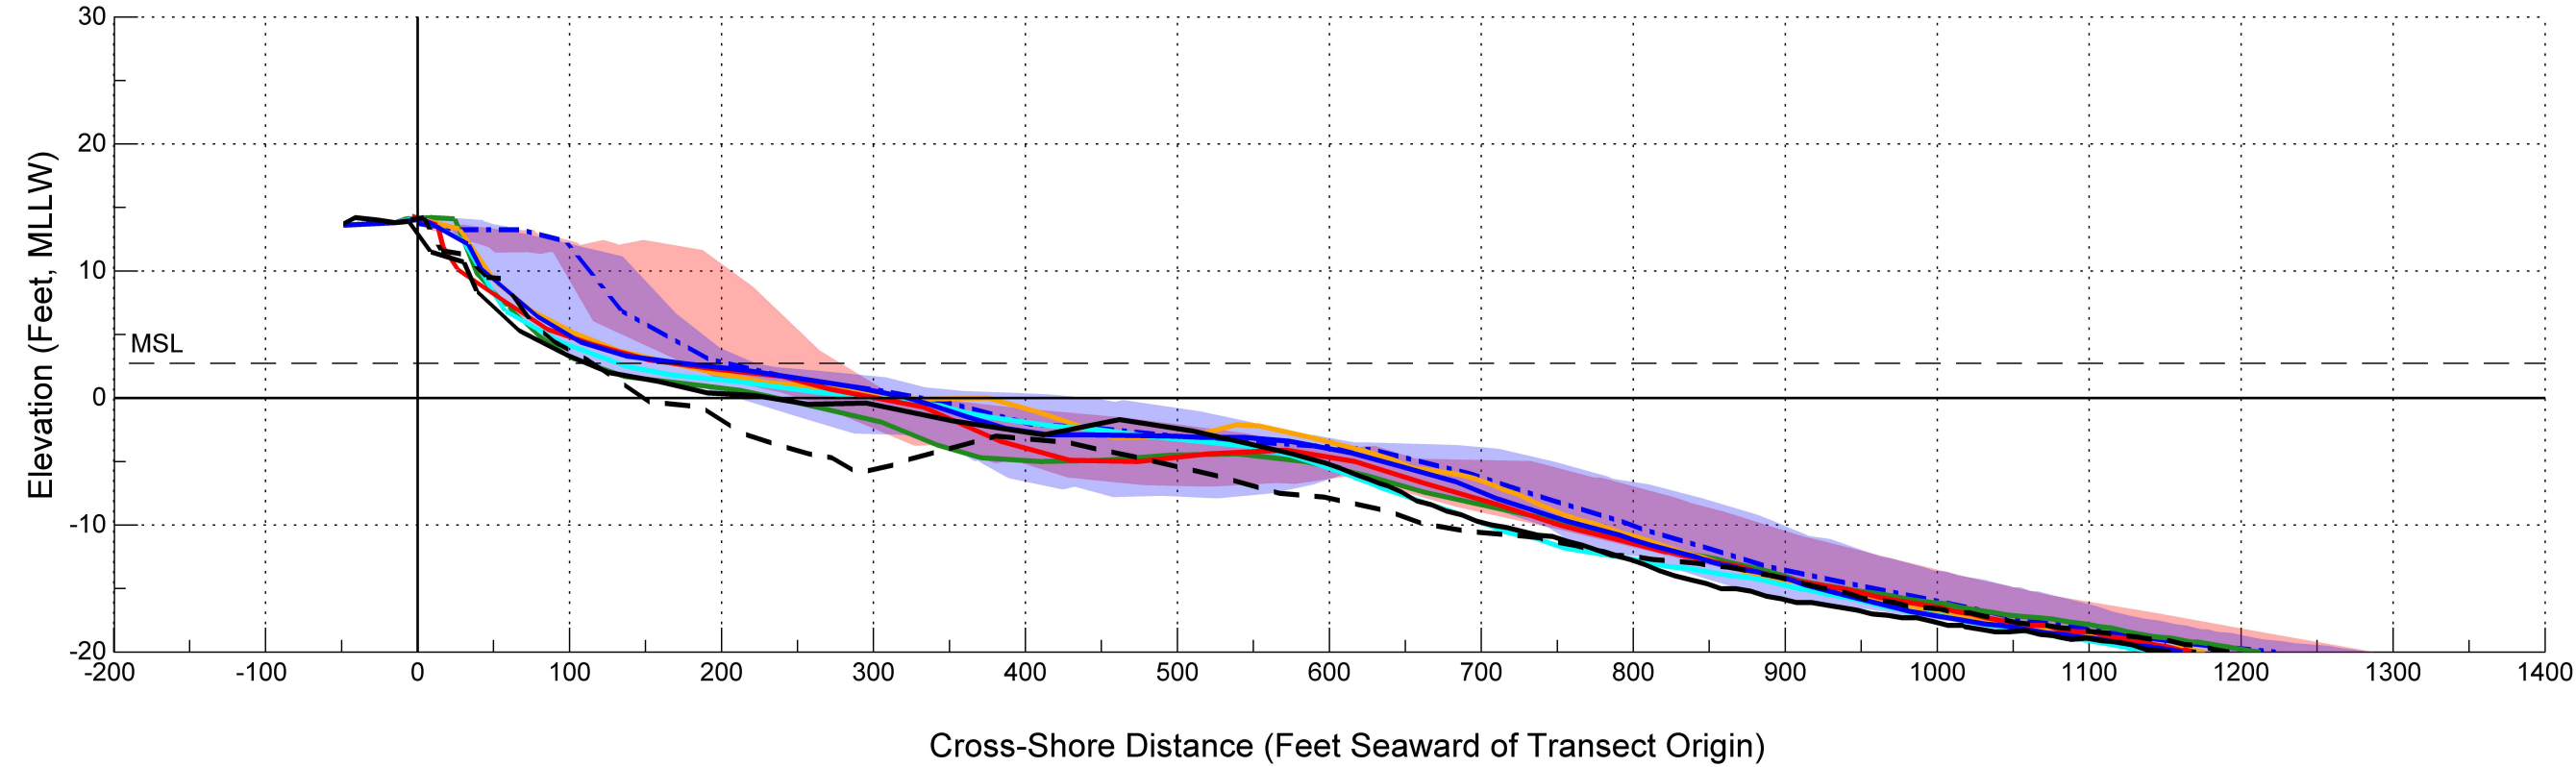 30
20
10
0
-10
-20
Elevation (Feet, MLLW)
MSL
-200 -100 0 100 200 300 400 500 600 700 800 900 1000 1100 1200 1300 1400
Cross-Shore Distance (Feet Seaward of Transect Origin)